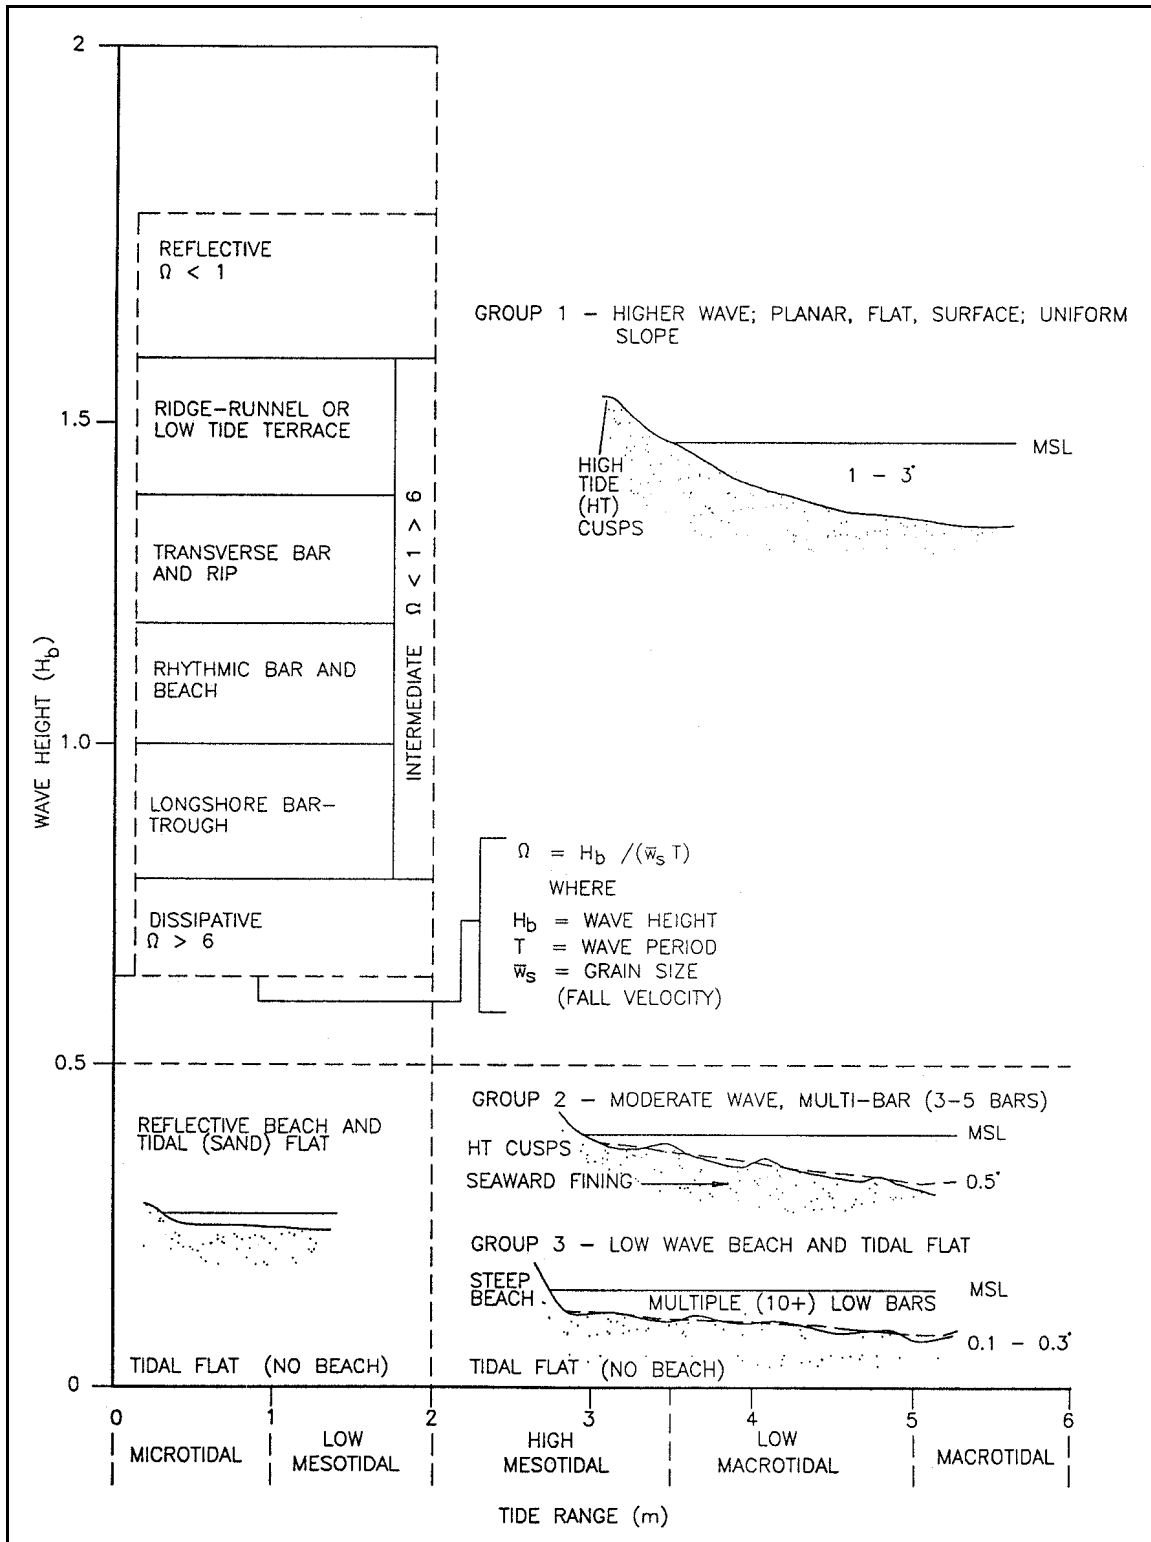 2
REFLECTIVE
Ω < 1
GROUP 1 – HIGHER WAVE; PLANAR, FLAT, SURFACE; UNIFORM
SLOPE
1.5
RIDGE–RUNNEL OR
LOW TIDE TERRACE
HIGH
TIDE
(HT)
CUSPS
MSL
1 – 3°
TRANSVERSE BAR
AND RIP
INTERMEDIATE Ω < 1 > 6
RHYTHMIC BAR AND
BEACH
WAVE HEIGHT (Hb)
1.0
LONGSHORE BAR–
TROUGH
DISSIPATIVE
Ω > 6
Ω = Hb /(w̅s T)
WHERE
Hb = WAVE HEIGHT
T = WAVE PERIOD
w̅s = GRAIN SIZE
(FALL VELOCITY)
0.5
REFLECTIVE BEACH AND
TIDAL (SAND) FLAT
GROUP 2 – MODERATE WAVE, MULTI–BAR (3–5 BARS)
MSL
HT CUSPS
SEAWARD FINING
0.5°
GROUP 3 – LOW WAVE BEACH AND TIDAL FLAT
STEEP
BEACH
MSL
MULTIPLE (10+) LOW BARS
0.1 – 0.3°
TIDAL FLAT (NO BEACH)
TIDAL FLAT (NO BEACH)
0
0 1 2 3 4 5 6
MICROTIDAL
LOW
MESOTIDAL
HIGH
MESOTIDAL
LOW
MACROTIDAL
MACROTIDAL
TIDE RANGE (m)